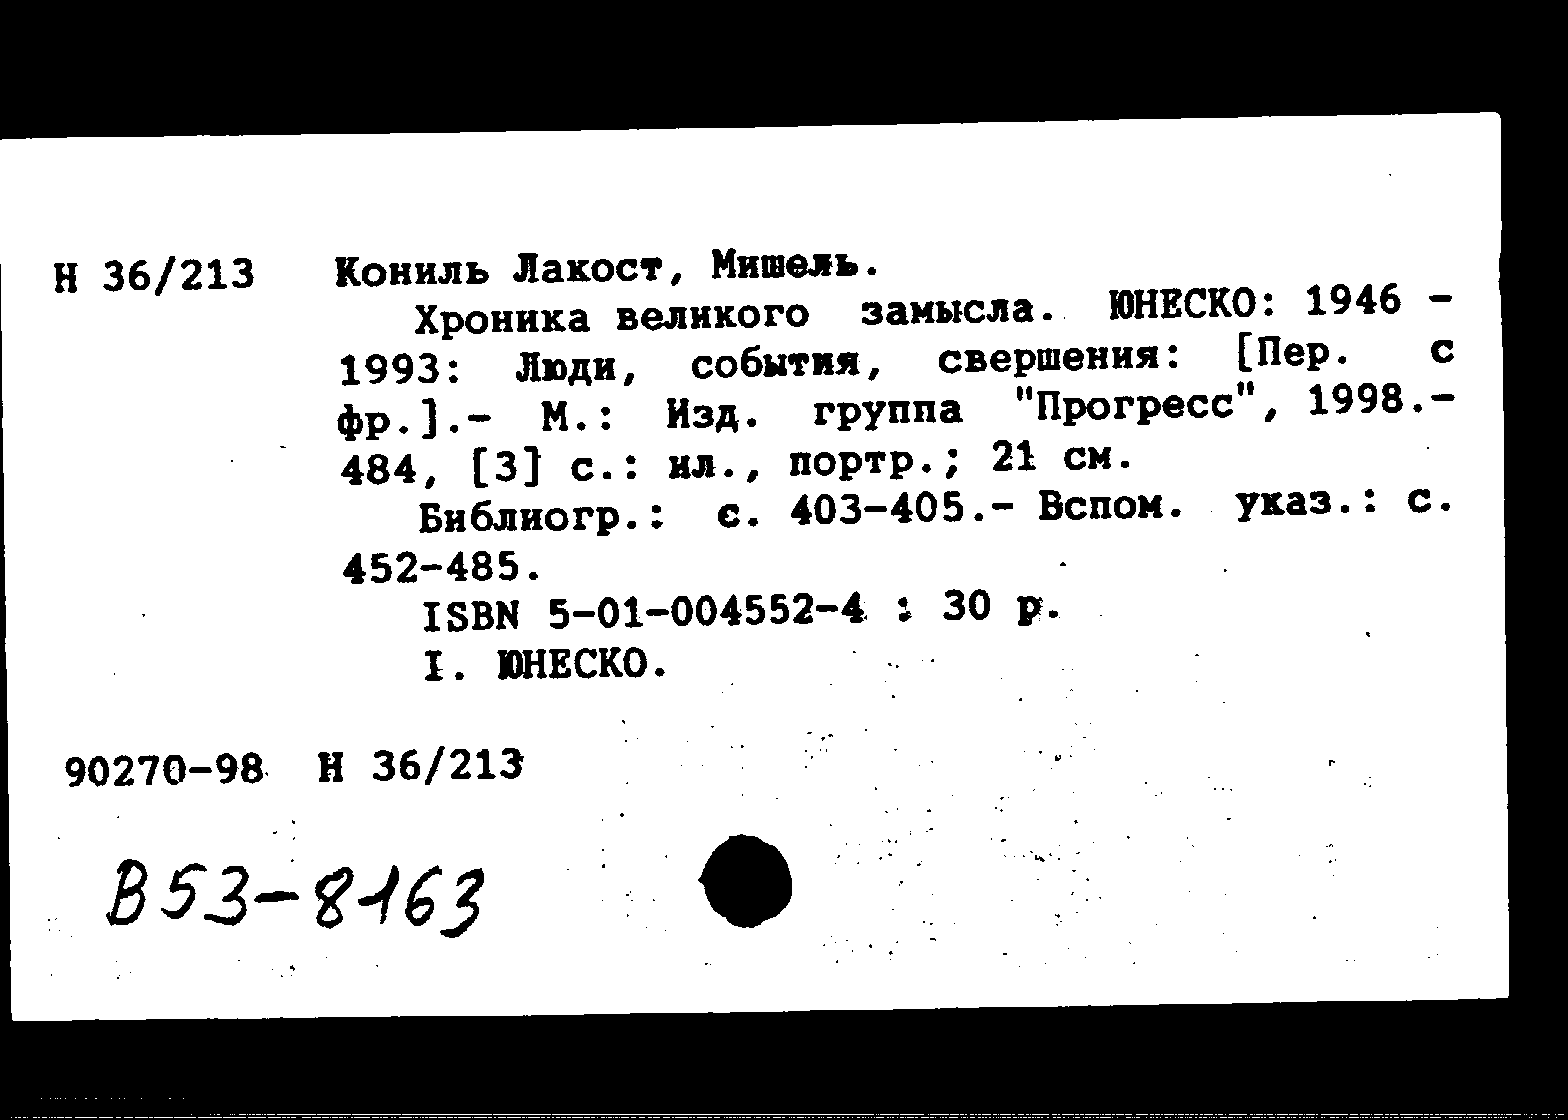 Н 36/213 Кониль Лакост, Мишель.
Хроника великого замысла. ЮНЕСКО: 1946 -
1993: Люди, события, свершения: [Пер. с
фр.].- М.: Изд. группа "Прогресс", 1998.-
484, [3] с.: ил., портр.; 21 см.
Библиогр.: с. 403-405.- Вспом. указ.: с.
452-485.
ISBN 5-01-004552-4 : 30 р.
I. ЮНЕСКО.
90270-98 Н 36/213
В53-8163